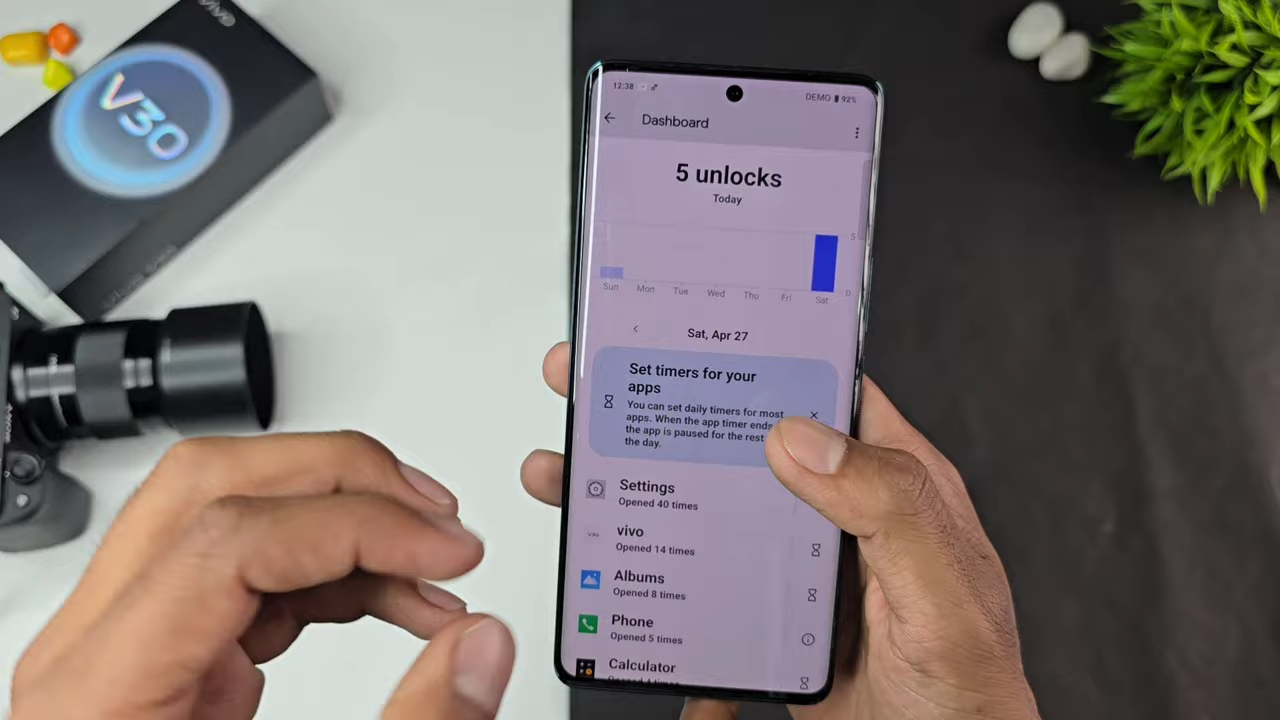 vivo
V30
12:38
DEMO 92%
Dashboard
5 unlocks
Today
5
0
Sun Mon Tue Wed Thu Fri Sat
Sat, Apr 27
Set timers for your
apps
You can set daily timers for most
apps. When the app timer ends
the app is paused for the rest
the day.
Settings
Opened 40 times
vivo
vivo
Opened 14 times
Albums
Opened 8 times
Phone
Opened 5 times
Calculator